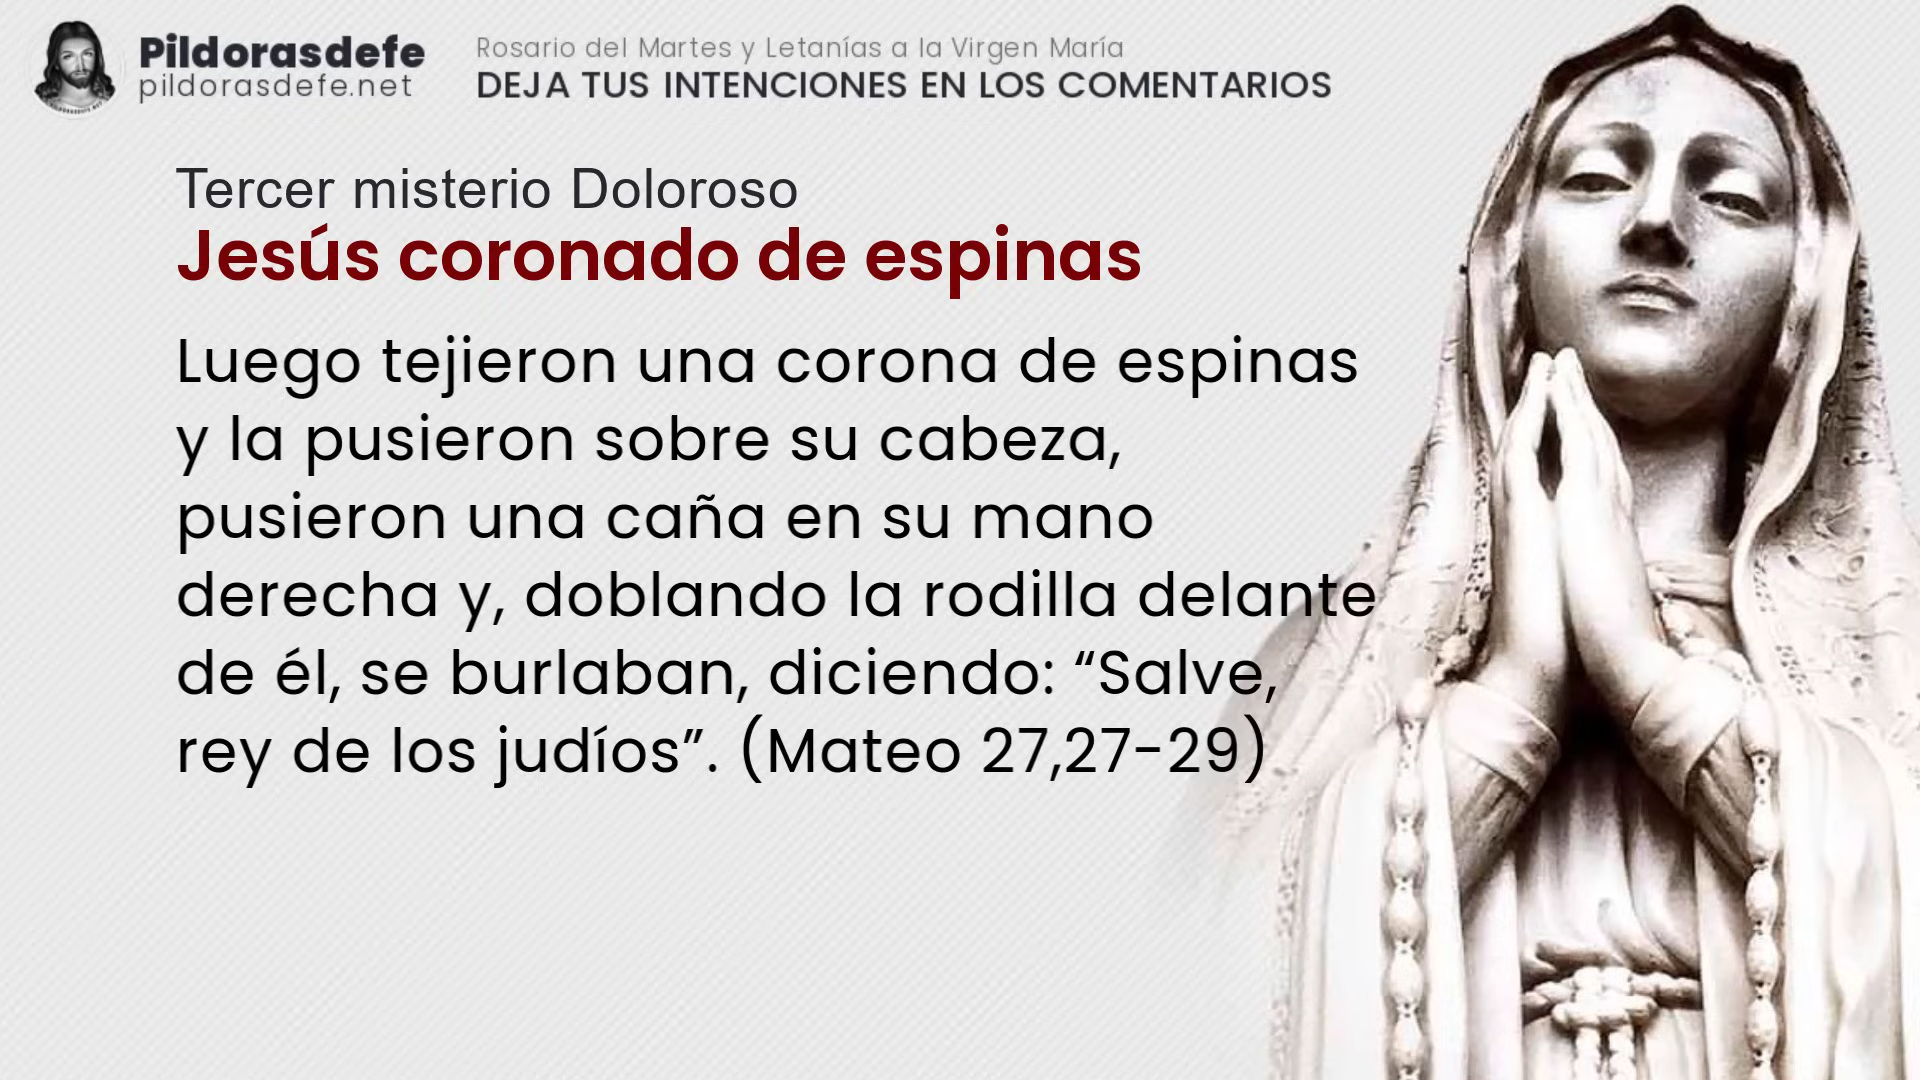 Pildorasdefe
pildorasdefe.net
Rosario del Martes y Letanías a la Virgen María
DEJA TUS INTENCIONES EN LOS COMENTARIOS
Tercer misterio Doloroso
Jesús coronado de espinas
Luego tejieron una corona de espinas
y la pusieron sobre su cabeza,
pusieron una caña en su mano
derecha y, doblando la rodilla delante
de él, se burlaban, diciendo: “Salve,
rey de los judíos”. (Mateo 27,27-29)